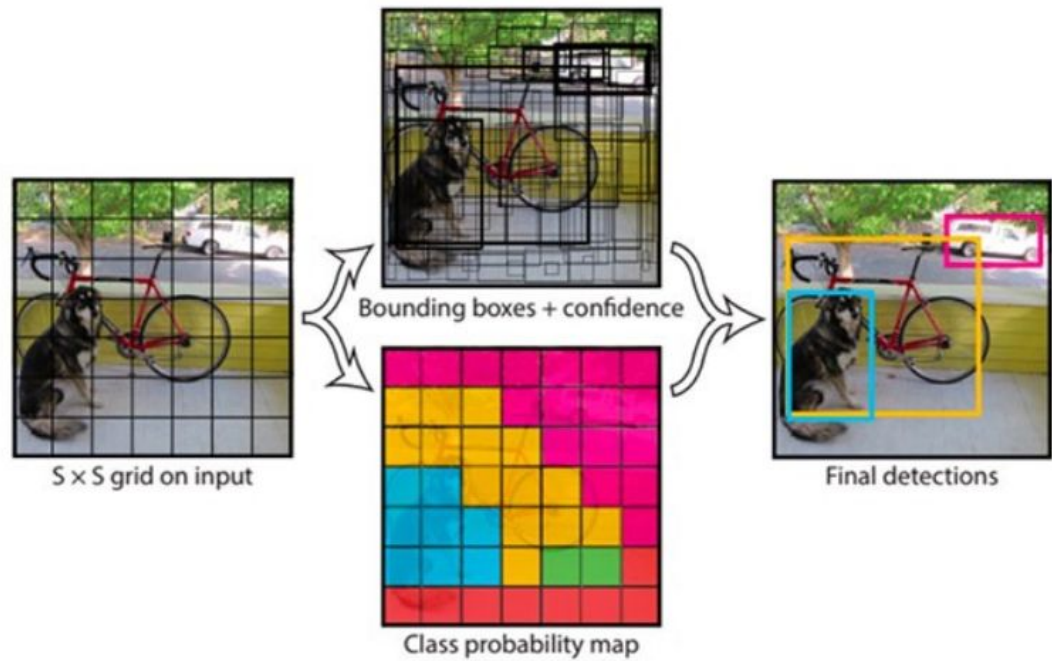 S × S grid on input
Bounding boxes + confidence
Class probability map
Final detections